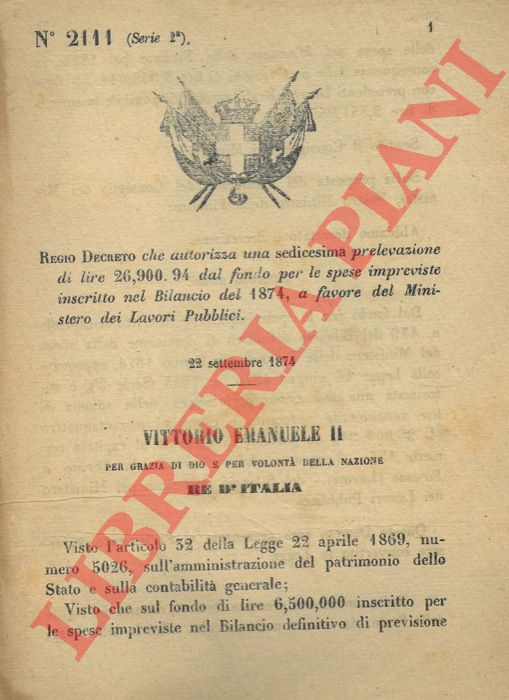 1
N° 2111 (Serie 2ª).
REGIO DECRETO che autorizza una sedicesima prelevazione
di lire 26,900. 94 dal fondo per le spese impreviste
inscritto nel Bilancio del 1874, a favore del Mini-
stero dei Lavori Pubblici.
22 settembre 1874
VITTORIO EMANUELE II
PER GRAZIA DI DIO E PER VOLONTÀ DELLA NAZIONE
RE D'ITALIA
Visto l'articolo 32 della Legge 22 aprile 1869, nu-
mero 5026, sull'amministrazione del patrimonio dello
Stato e sulla contabilità generale;
Visto che sul fondo di lire 6,500,000 inscritto per
le spese impreviste nel Bilancio definitivo di previsione
LIBRERIA PIANI